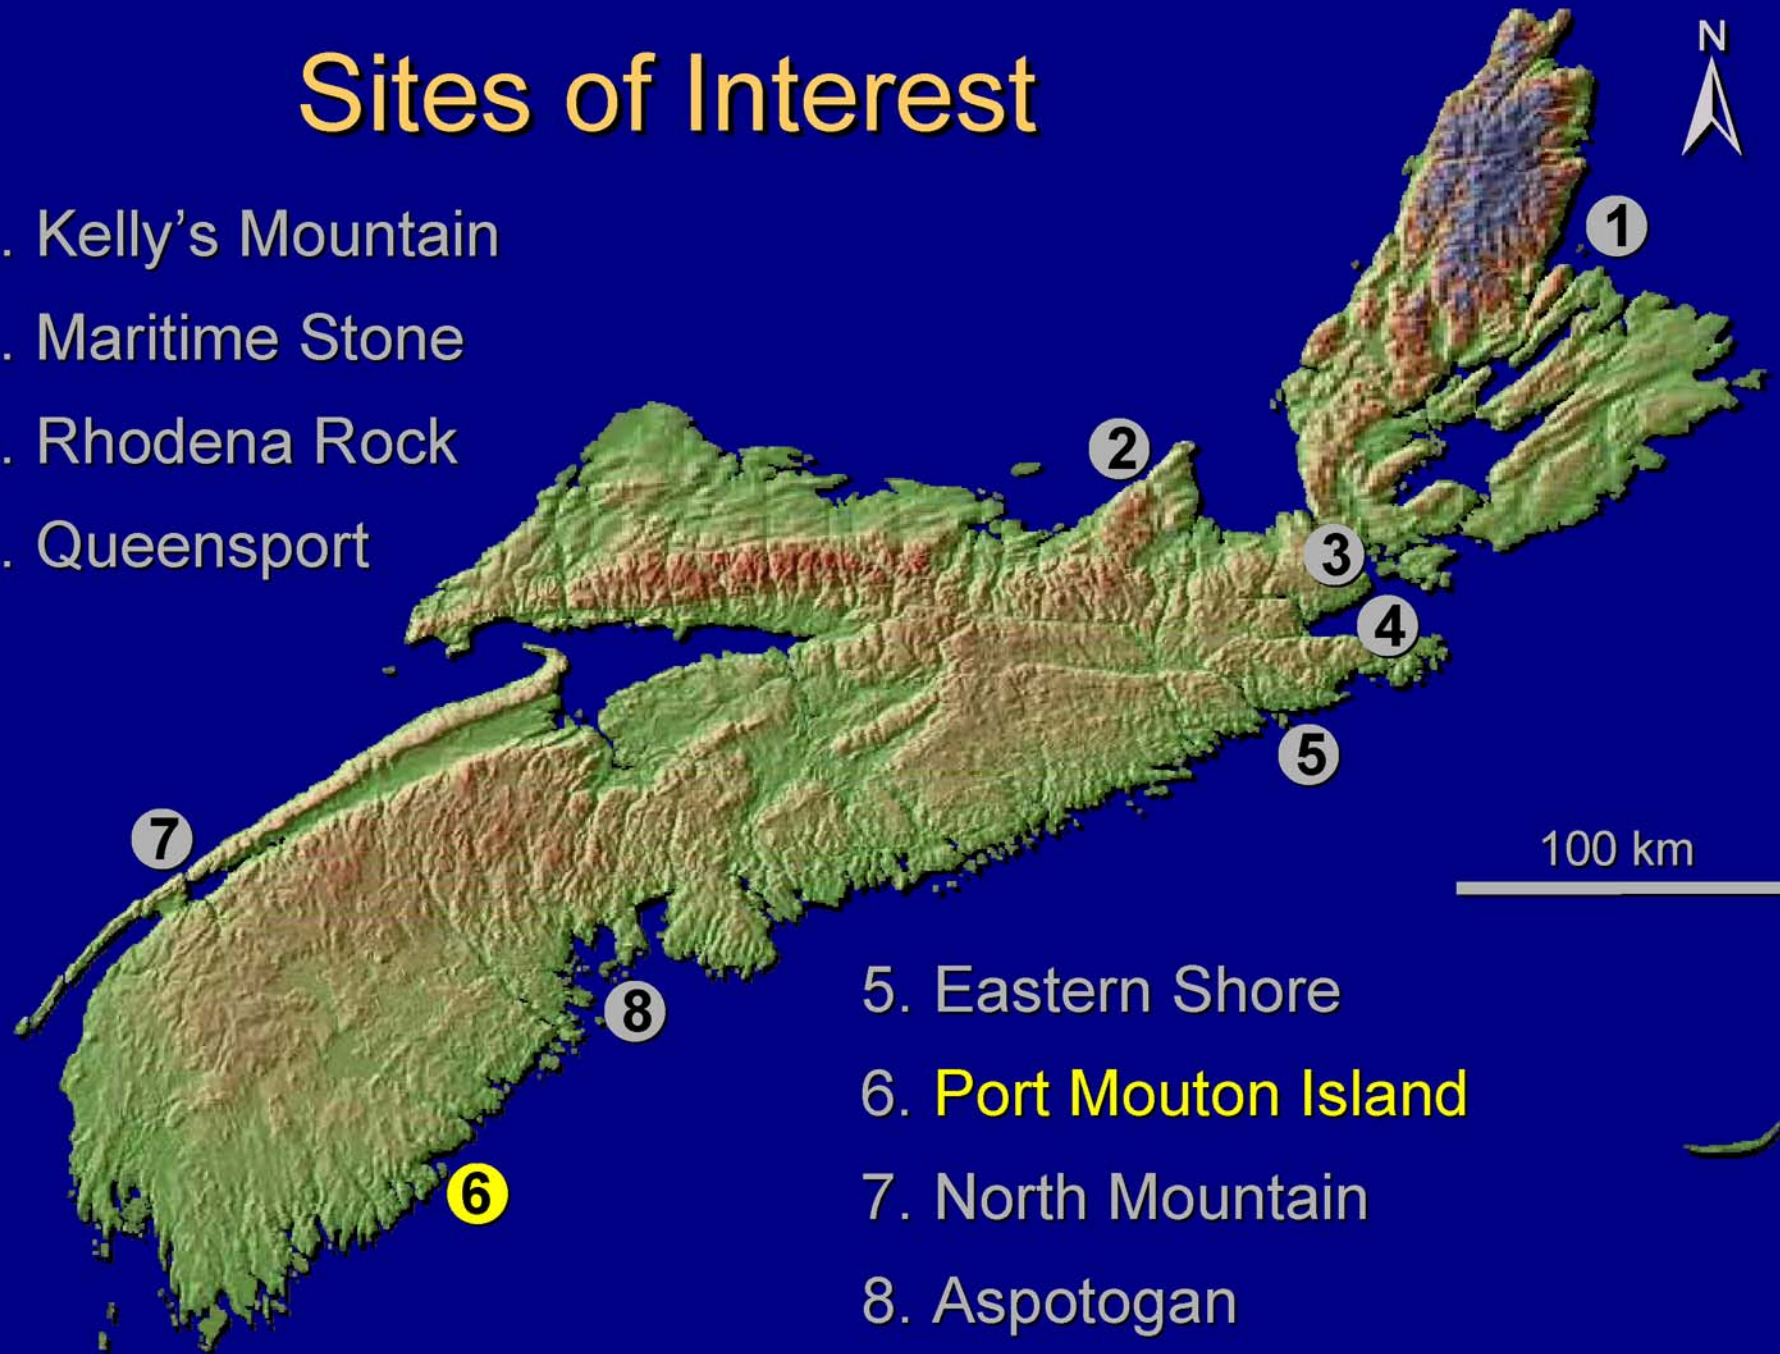 Sites of Interest
N
. Kelly’s Mountain
. Maritime Stone
. Rhodena Rock
. Queensport
1
2
3
4
5
7
100 km
8
6
5. Eastern Shore
6. Port Mouton Island
7. North Mountain
8. Aspotogan